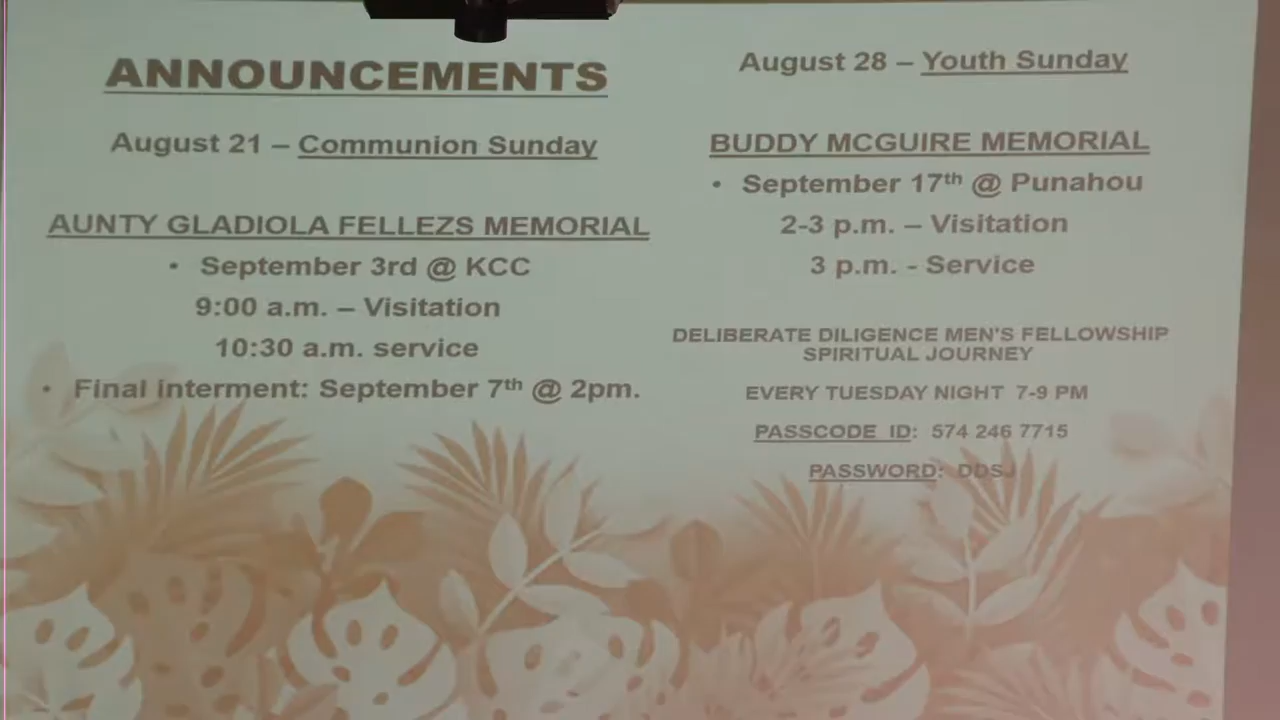 ANNOUNCEMENTS
August 21 – Communion Sunday
AUNTY GLADIOLA FELLEZS MEMORIAL
• September 3rd @ KCC
9:00 a.m. – Visitation
10:30 a.m. service
• Final interment: September 7th @ 2pm.
August 28 – Youth Sunday
BUDDY MCGUIRE MEMORIAL
• September 17th @ Punahou
2-3 p.m. – Visitation
3 p.m. - Service
DELIBERATE DILIGENCE MEN'S FELLOWSHIP
SPIRITUAL JOURNEY
EVERY TUESDAY NIGHT 7-9 PM
PASSCODE ID: 574 246 7715
PASSWORD: DDSJ